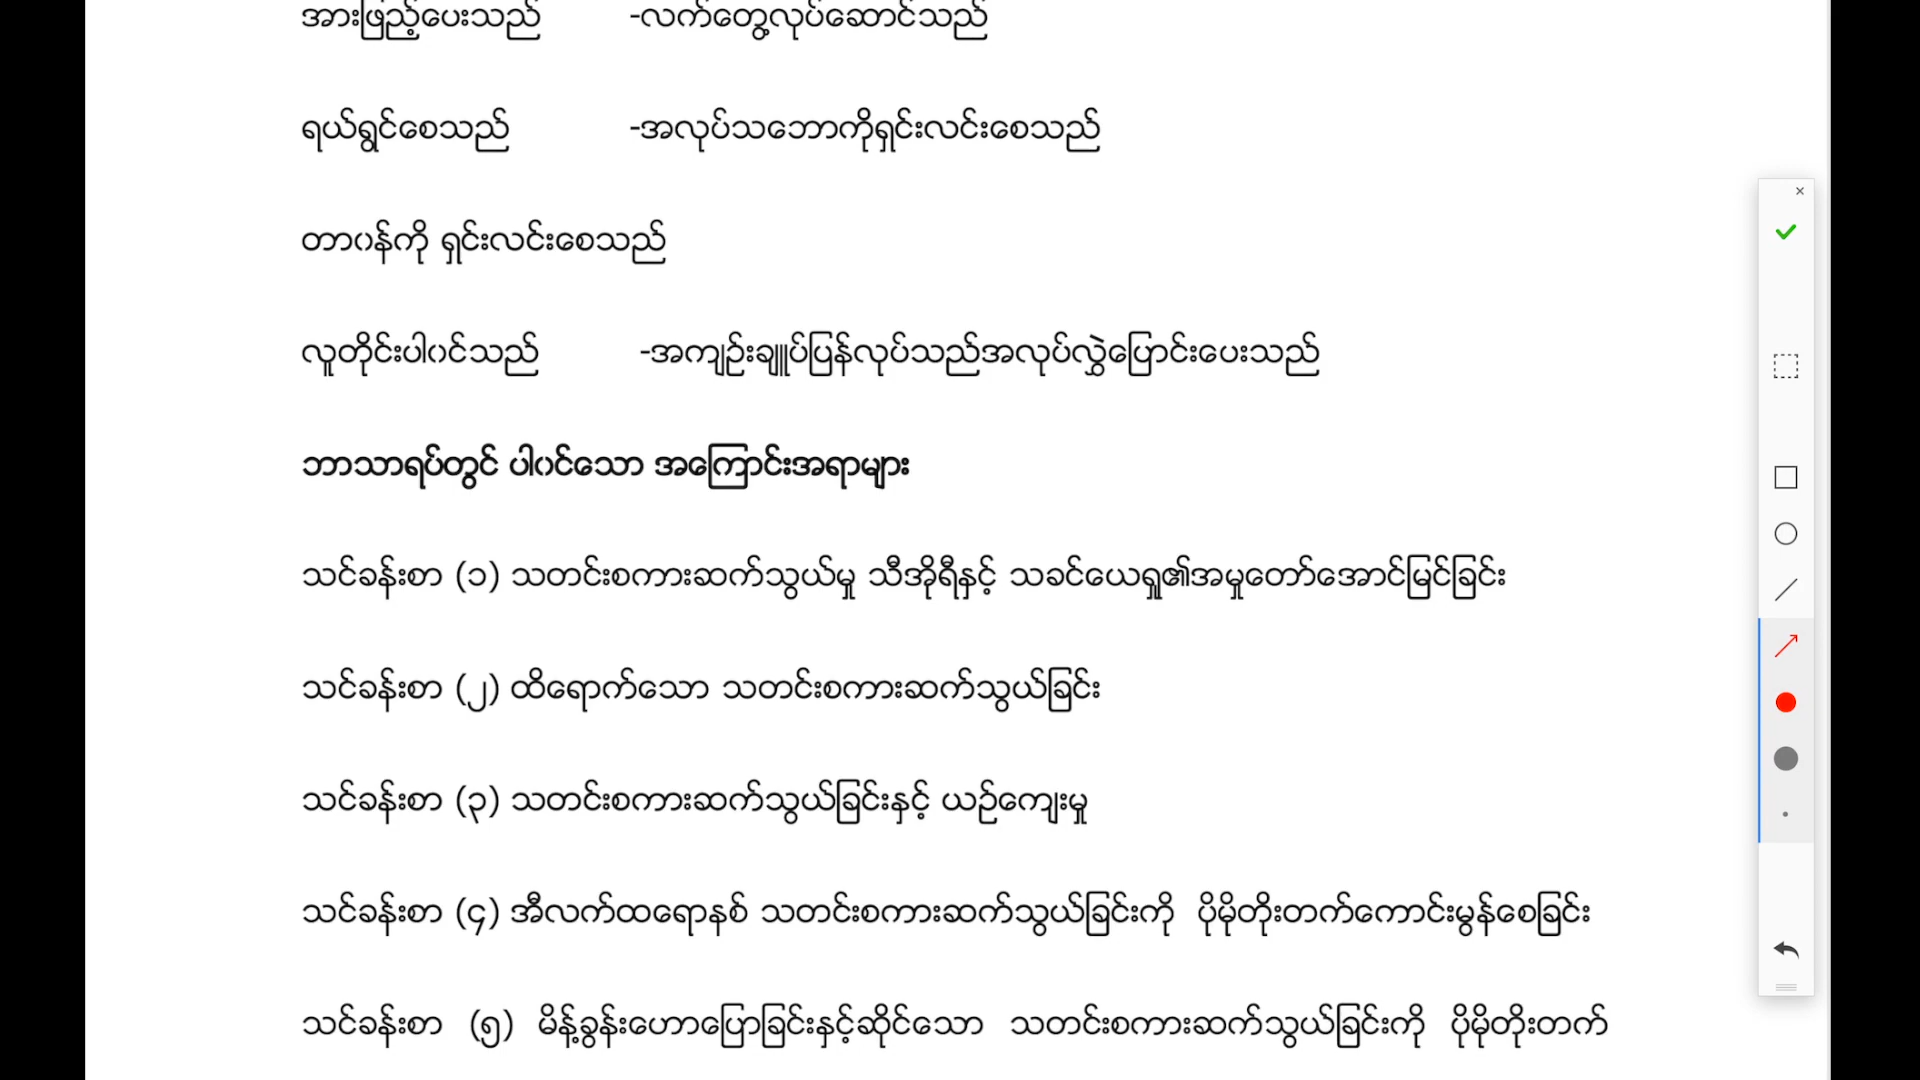 အားဖြည့်ပေးသည် -လက်တွေ့လုပ်ဆောင်သည်
ရယ်ရွှင်စေသည် -အလုပ်သဘောကိုရှင်းလင်းစေသည်
တာဝန်ကို ရှင်းလင်းစေသည်
လူတိုင်းပါဝင်သည် -အကျဉ်းချျုပ်ပြန်လုပ်သည်အလုပ်လွှဲပြောင်းပေးသည်
ဘာသာရပ်တွင် ပါဝင်သော အကြောင်းအရာများ
သင်ခန်းစာ (၁) သတင်းစကားဆက်သွယ်မှု သီအိုရီနှင့် သခင်ယေရှု၏အမှုတော်အောင်မြင်ခြင်း
သင်ခန်းစာ (၂) ထိရောက်သော သတင်းစကားဆက်သွယ်ခြင်း
သင်ခန်းစာ (၃) သတင်းစကားဆက်သွယ်ခြင်းနှင့် ယဉ်ကျေးမှု
သင်ခန်းစာ (၄) အီလက်ထရောနစ် သတင်းစကားဆက်သွယ်ခြင်းကို ပိုမိုတိုးတက်ကောင်းမွန်စေခြင်း
သင်ခန်းစာ (၅) မိန့်ခွန်းဟောပြောခြင်းနှင့်ဆိုင်သော သတင်းစကားဆက်သွယ်ခြင်းကို ပိုမိုတိုးတက်